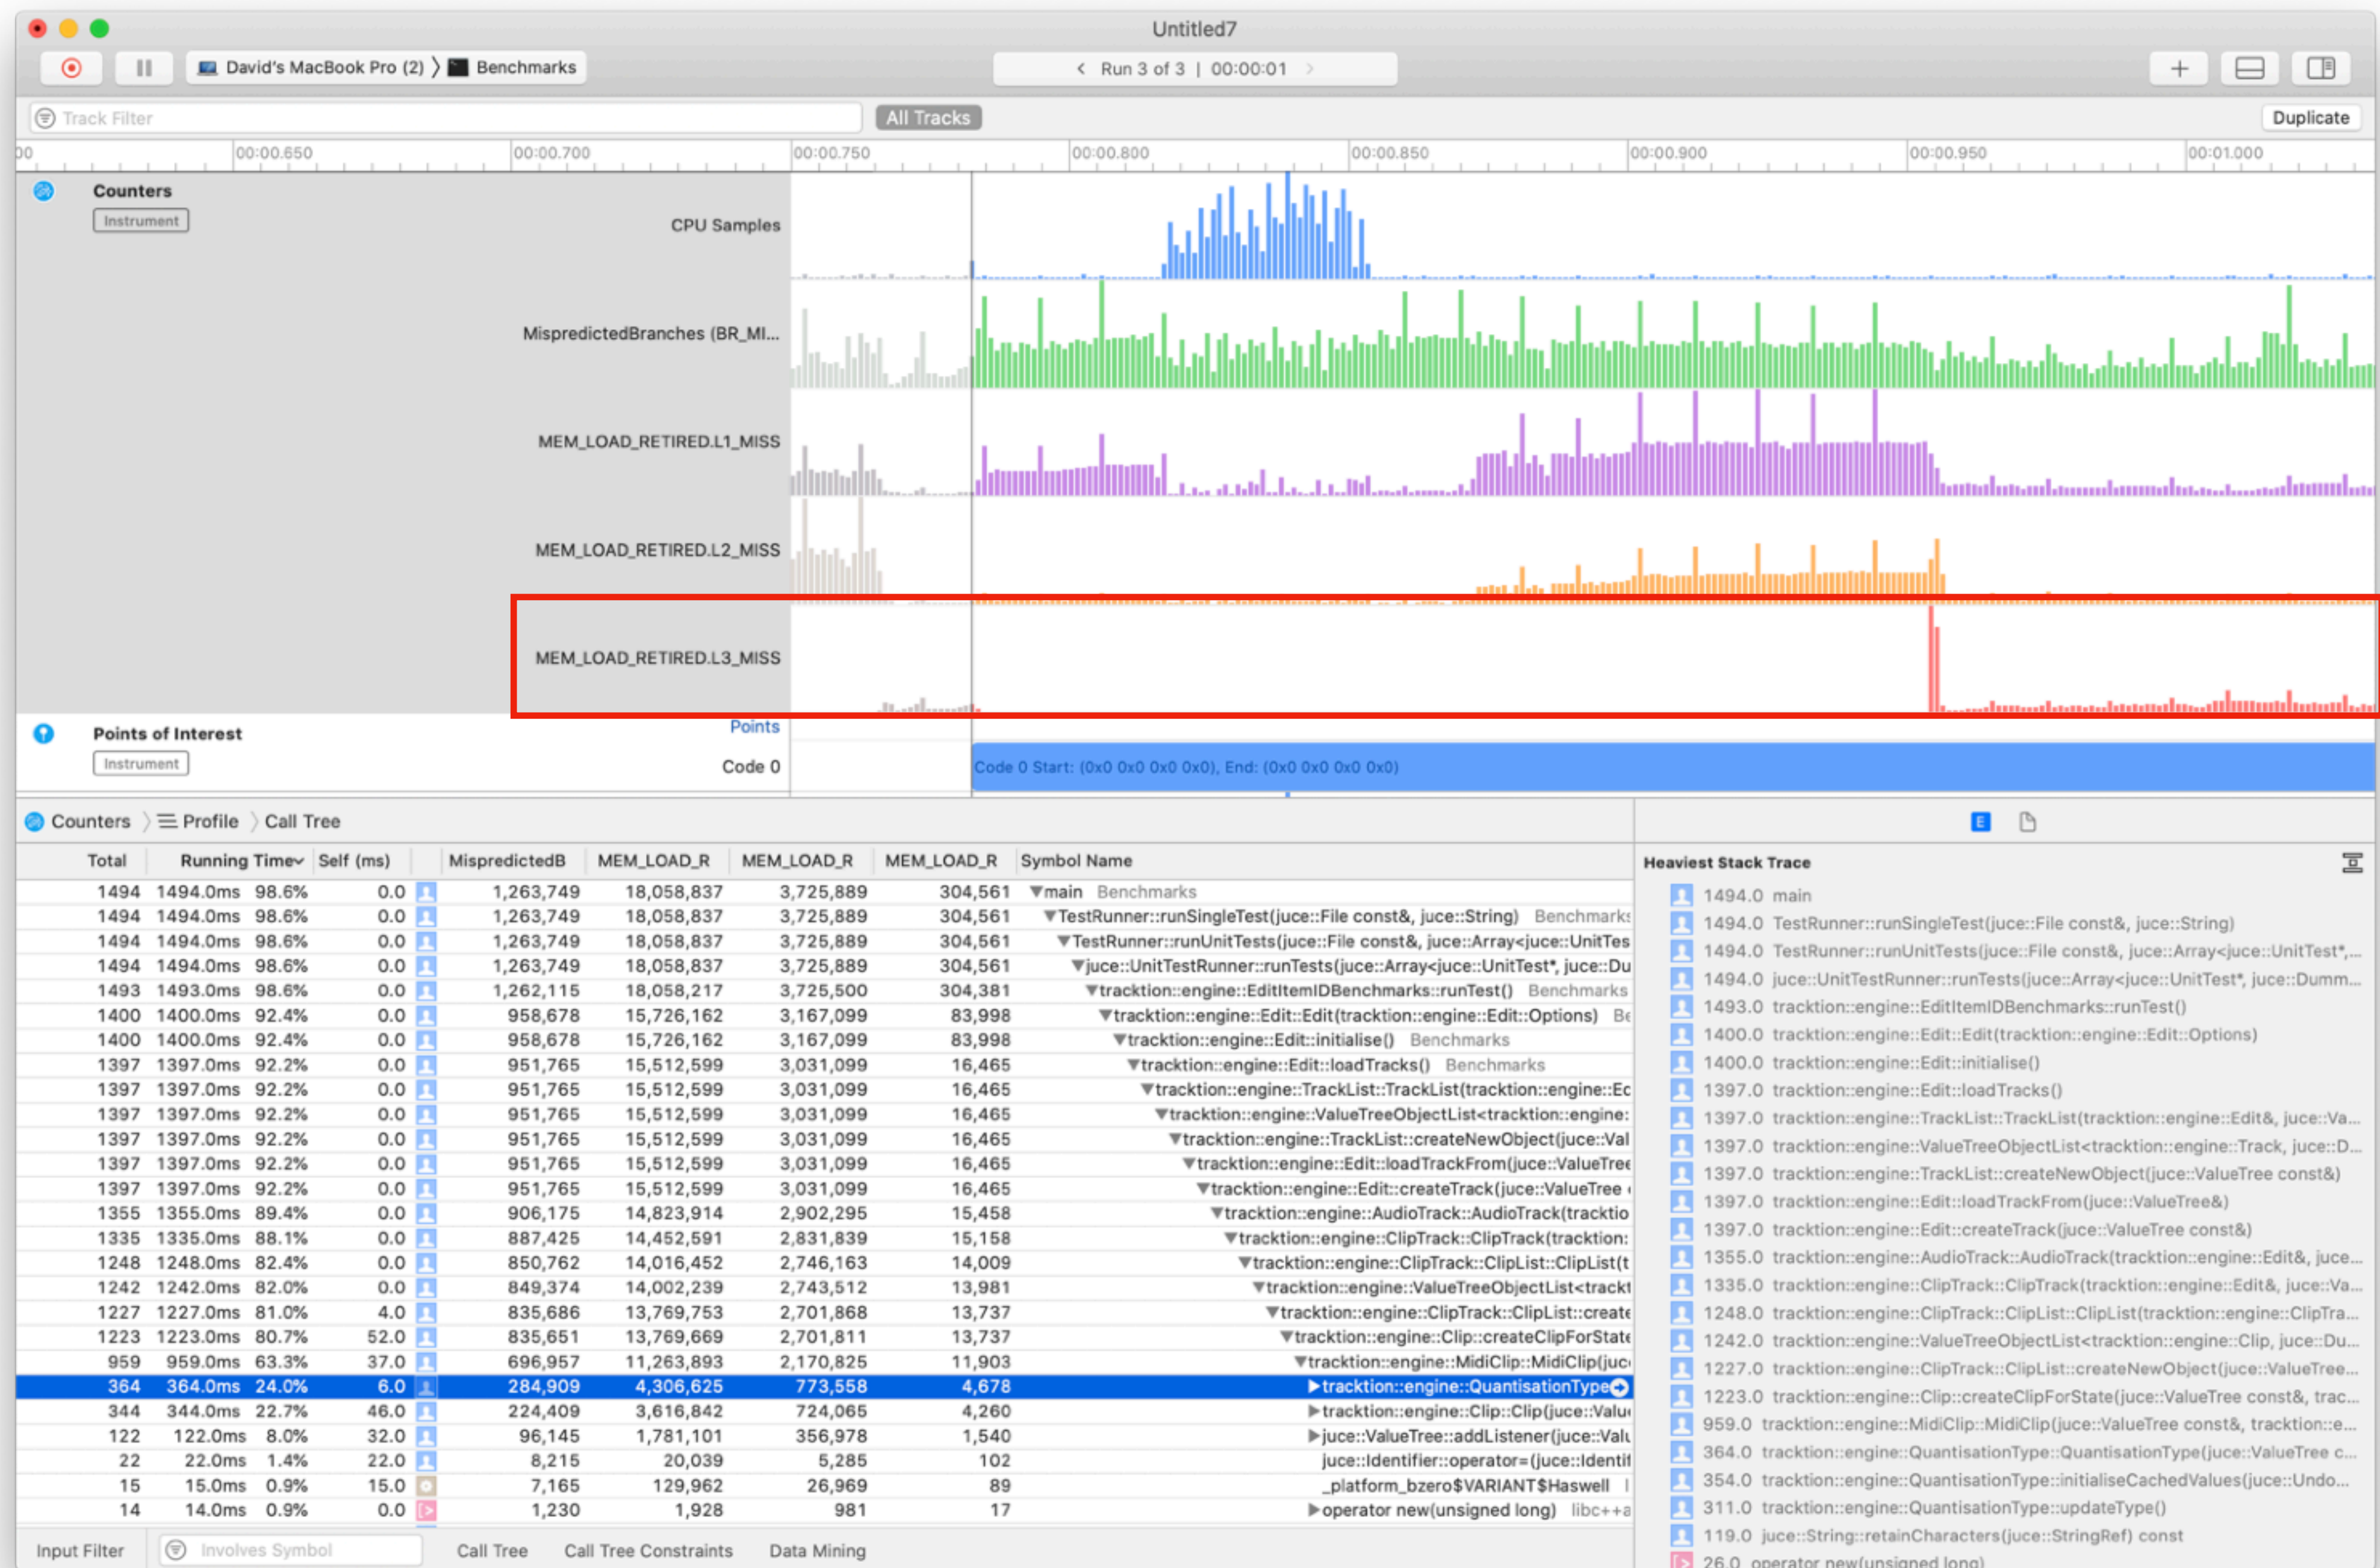 Untitled7
David's MacBook Pro (2) 〉 Benchmarks
< Run 3 of 3 | 00:00:01 >
+
Track Filter
All Tracks
Duplicate
00 00:00.650 00:00.700 00:00.750 00:00.800 00:00.850 00:00.900 00:00.950 00:01.000
Counters
Instrument
CPU Samples
MispredictedBranches (BR_MI...
MEM_LOAD_RETIRED.L1_MISS
MEM_LOAD_RETIRED.L2_MISS
MEM_LOAD_RETIRED.L3_MISS
Points of Interest
Instrument
Points
Code 0
Code 0 Start: (0x0 0x0 0x0 0x0), End: (0x0 0x0 0x0 0x0)
Counters 〉 Profile 〉 Call Tree
E
Total Running Time Self (ms) MispredictedB MEM_LOAD_R MEM_LOAD_R MEM_LOAD_R Symbol Name
1494 1494.0ms 98.6% 0.0 1,263,749 18,058,837 3,725,889 304,561 ▼main Benchmarks
1494 1494.0ms 98.6% 0.0 1,263,749 18,058,837 3,725,889 304,561 ▼TestRunner::runSingleTest(juce::File const&, juce::String) Benchmarks
1494 1494.0ms 98.6% 0.0 1,263,749 18,058,837 3,725,889 304,561 ▼TestRunner::runUnitTests(juce::File const&, juce::Array<juce::UnitTes
1494 1494.0ms 98.6% 0.0 1,263,749 18,058,837 3,725,889 304,561 ▼juce::UnitTestRunner::runTests(juce::Array<juce::UnitTest*, juce::Du
1493 1493.0ms 98.6% 0.0 1,262,115 18,058,217 3,725,500 304,381 ▼tracktion::engine::EditItemIDBenchmarks::runTest() Benchmarks
1400 1400.0ms 92.4% 0.0 958,678 15,726,162 3,167,099 83,998 ▼tracktion::engine::Edit::Edit(tracktion::engine::Edit::Options) Be
1400 1400.0ms 92.4% 0.0 958,678 15,726,162 3,167,099 83,998 ▼tracktion::engine::Edit::initialise() Benchmarks
1397 1397.0ms 92.2% 0.0 951,765 15,512,599 3,031,099 16,465 ▼tracktion::engine::Edit::loadTracks() Benchmarks
1397 1397.0ms 92.2% 0.0 951,765 15,512,599 3,031,099 16,465 ▼tracktion::engine::TrackList::TrackList(tracktion::engine::Ec
1397 1397.0ms 92.2% 0.0 951,765 15,512,599 3,031,099 16,465 ▼tracktion::engine::ValueTreeObjectList<tracktion::engine:
1397 1397.0ms 92.2% 0.0 951,765 15,512,599 3,031,099 16,465 ▼tracktion::engine::TrackList::createNewObject(juce::Val
1397 1397.0ms 92.2% 0.0 951,765 15,512,599 3,031,099 16,465 ▼tracktion::engine::Edit::loadTrackFrom(juce::ValueTree
1397 1397.0ms 92.2% 0.0 951,765 15,512,599 3,031,099 16,465 ▼tracktion::engine::Edit::createTrack(juce::ValueTree
1355 1355.0ms 89.4% 0.0 906,175 14,823,914 2,902,295 15,458 ▼tracktion::engine::AudioTrack::AudioTrack(tracktio
1335 1335.0ms 88.1% 0.0 887,425 14,452,591 2,831,839 15,158 ▼tracktion::engine::ClipTrack::ClipTrack(tracktion:
1248 1248.0ms 82.4% 0.0 850,762 14,016,452 2,746,163 14,009 ▼tracktion::engine::ClipTrack::ClipList::ClipList(t
1242 1242.0ms 82.0% 0.0 849,374 14,002,239 2,743,512 13,981 ▼tracktion::engine::ValueTreeObjectList<trackt
1227 1227.0ms 81.0% 4.0 835,686 13,769,753 2,701,868 13,737 ▼tracktion::engine::ClipTrack::ClipList::create
1223 1223.0ms 80.7% 52.0 835,651 13,769,669 2,701,811 13,737 ▼tracktion::engine::Clip::createClipForState
959 959.0ms 63.3% 37.0 696,957 11,263,893 2,170,825 11,903 ▼tracktion::engine::MidiClip::MidiClip(juc
364 364.0ms 24.0% 6.0 284,909 4,306,625 773,558 4,678 ▶tracktion::engine::QuantisationType
344 344.0ms 22.7% 46.0 224,409 3,616,842 724,065 4,260 ▶tracktion::engine::Clip::Clip(juce::Value
122 122.0ms 8.0% 32.0 96,145 1,781,101 356,978 1,540 ▶juce::ValueTree::addListener(juce::Valu
22 22.0ms 1.4% 22.0 8,215 20,039 5,285 102 juce::Identifier::operator=(juce::Identif
15 15.0ms 0.9% 15.0 7,165 129,962 26,969 89 _platform_bzero$VARIANT$Haswell
14 14.0ms 0.9% 0.0 1,230 1,928 981 17 ▶operator new(unsigned long) libc++a
Input Filter Involves Symbol Call Tree Call Tree Constraints Data Mining
Heaviest Stack Trace
1494.0 main
1494.0 TestRunner::runSingleTest(juce::File const&, juce::String)
1494.0 TestRunner::runUnitTests(juce::File const&, juce::Array<juce::UnitTest*,...
1494.0 juce::UnitTestRunner::runTests(juce::Array<juce::UnitTest*, juce::Dumm...
1493.0 tracktion::engine::EditItemIDBenchmarks::runTest()
1400.0 tracktion::engine::Edit::Edit(tracktion::engine::Edit::Options)
1400.0 tracktion::engine::Edit::initialise()
1397.0 tracktion::engine::Edit::loadTracks()
1397.0 tracktion::engine::TrackList::TrackList(tracktion::engine::Edit&, juce::Va...
1397.0 tracktion::engine::ValueTreeObjectList<tracktion::engine::Track, juce::D...
1397.0 tracktion::engine::TrackList::createNewObject(juce::ValueTree const&)
1397.0 tracktion::engine::Edit::loadTrackFrom(juce::ValueTree&)
1397.0 tracktion::engine::Edit::createTrack(juce::ValueTree const&)
1355.0 tracktion::engine::AudioTrack::AudioTrack(tracktion::engine::Edit&, juce...
1335.0 tracktion::engine::ClipTrack::ClipTrack(tracktion::engine::Edit&, juce::Va...
1248.0 tracktion::engine::ClipTrack::ClipList::ClipList(tracktion::engine::ClipTra...
1242.0 tracktion::engine::ValueTreeObjectList<tracktion::engine::Clip, juce::Du...
1227.0 tracktion::engine::ClipTrack::ClipList::createNewObject(juce::ValueTree...
1223.0 tracktion::engine::Clip::createClipForState(juce::ValueTree const&, trac...
959.0 tracktion::engine::MidiClip::MidiClip(juce::ValueTree const&, tracktion::e...
364.0 tracktion::engine::QuantisationType::QuantisationType(juce::ValueTree c...
354.0 tracktion::engine::QuantisationType::initialiseCachedValues(juce::Undo...
311.0 tracktion::engine::QuantisationType::updateType()
119.0 juce::String::retainCharacters(juce::StringRef) const
26.0 operator new(unsigned long)